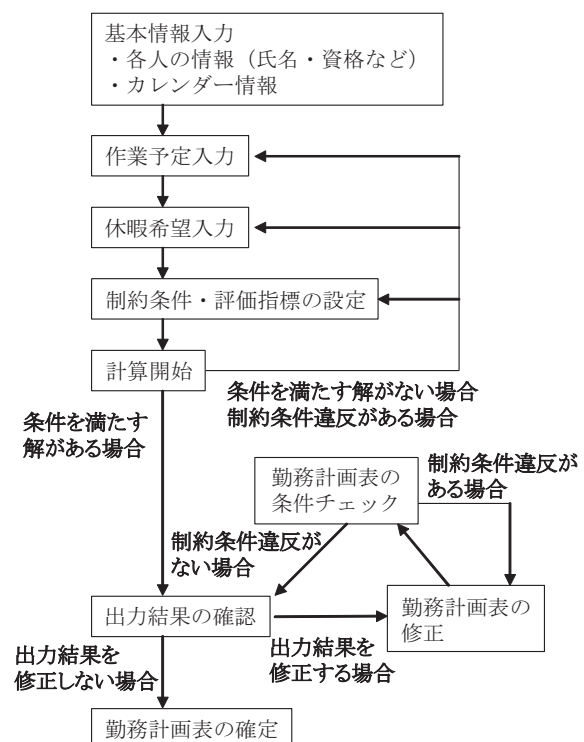 基本情報入力
・各人の情報（氏名・資格など）
・カレンダー情報
作業予定入力
休暇希望入力
制約条件・評価指標の設定
計算開始
条件を満たす解がない場合
制約条件違反がある場合
条件を満たす
解がある場合
勤務計画表の
条件チェック
制約条件違反が
ある場合
制約条件違反が
ない場合
出力結果の確認
勤務計画表の
修正
出力結果を
修正しない場合
出力結果を
修正する場合
勤務計画表の確定